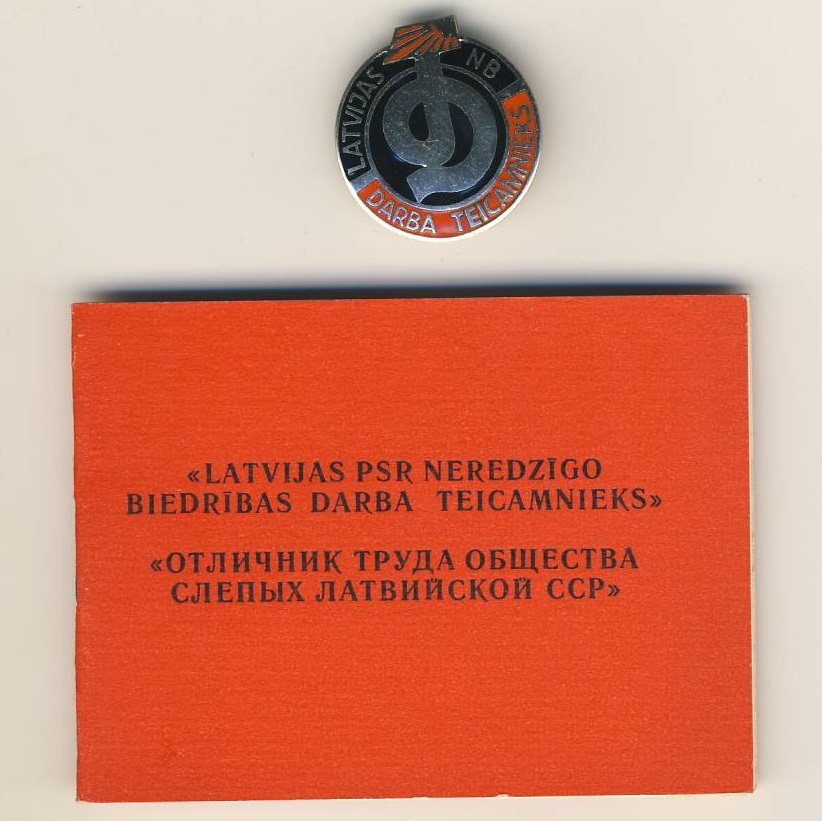 LATVIJAS NB
DARBA TEICAMNIEKS
«LATVIJAS PSR NEREDZĪGO
BIEDRĪBAS DARBA TEICAMNIEKS»
«ОТЛИЧНИК ТРУДА ОБЩЕСТВА
СЛЕПЫХ ЛАТВИЙСКОЙ ССР»